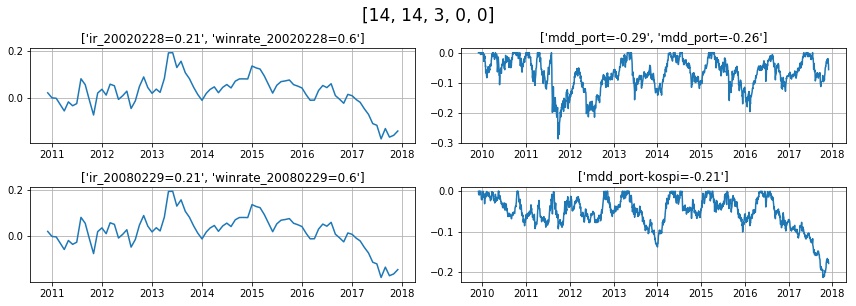 [14, 14, 3, 0, 0]
['ir_20020228=0.21', 'winrate_20020228=0.6']
0.2
0.0
2011 2012 2013 2014 2015 2016 2017 2018
['mdd_port=-0.29', 'mdd_port=-0.26']
0.0
−0.1
−0.2
−0.3
2010 2011 2012 2013 2014 2015 2016 2017 2018
['ir_20080229=0.21', 'winrate_20080229=0.6']
0.2
0.0
2011 2012 2013 2014 2015 2016 2017 2018
['mdd_port-kospi=-0.21']
0.0
−0.1
−0.2
2010 2011 2012 2013 2014 2015 2016 2017 2018